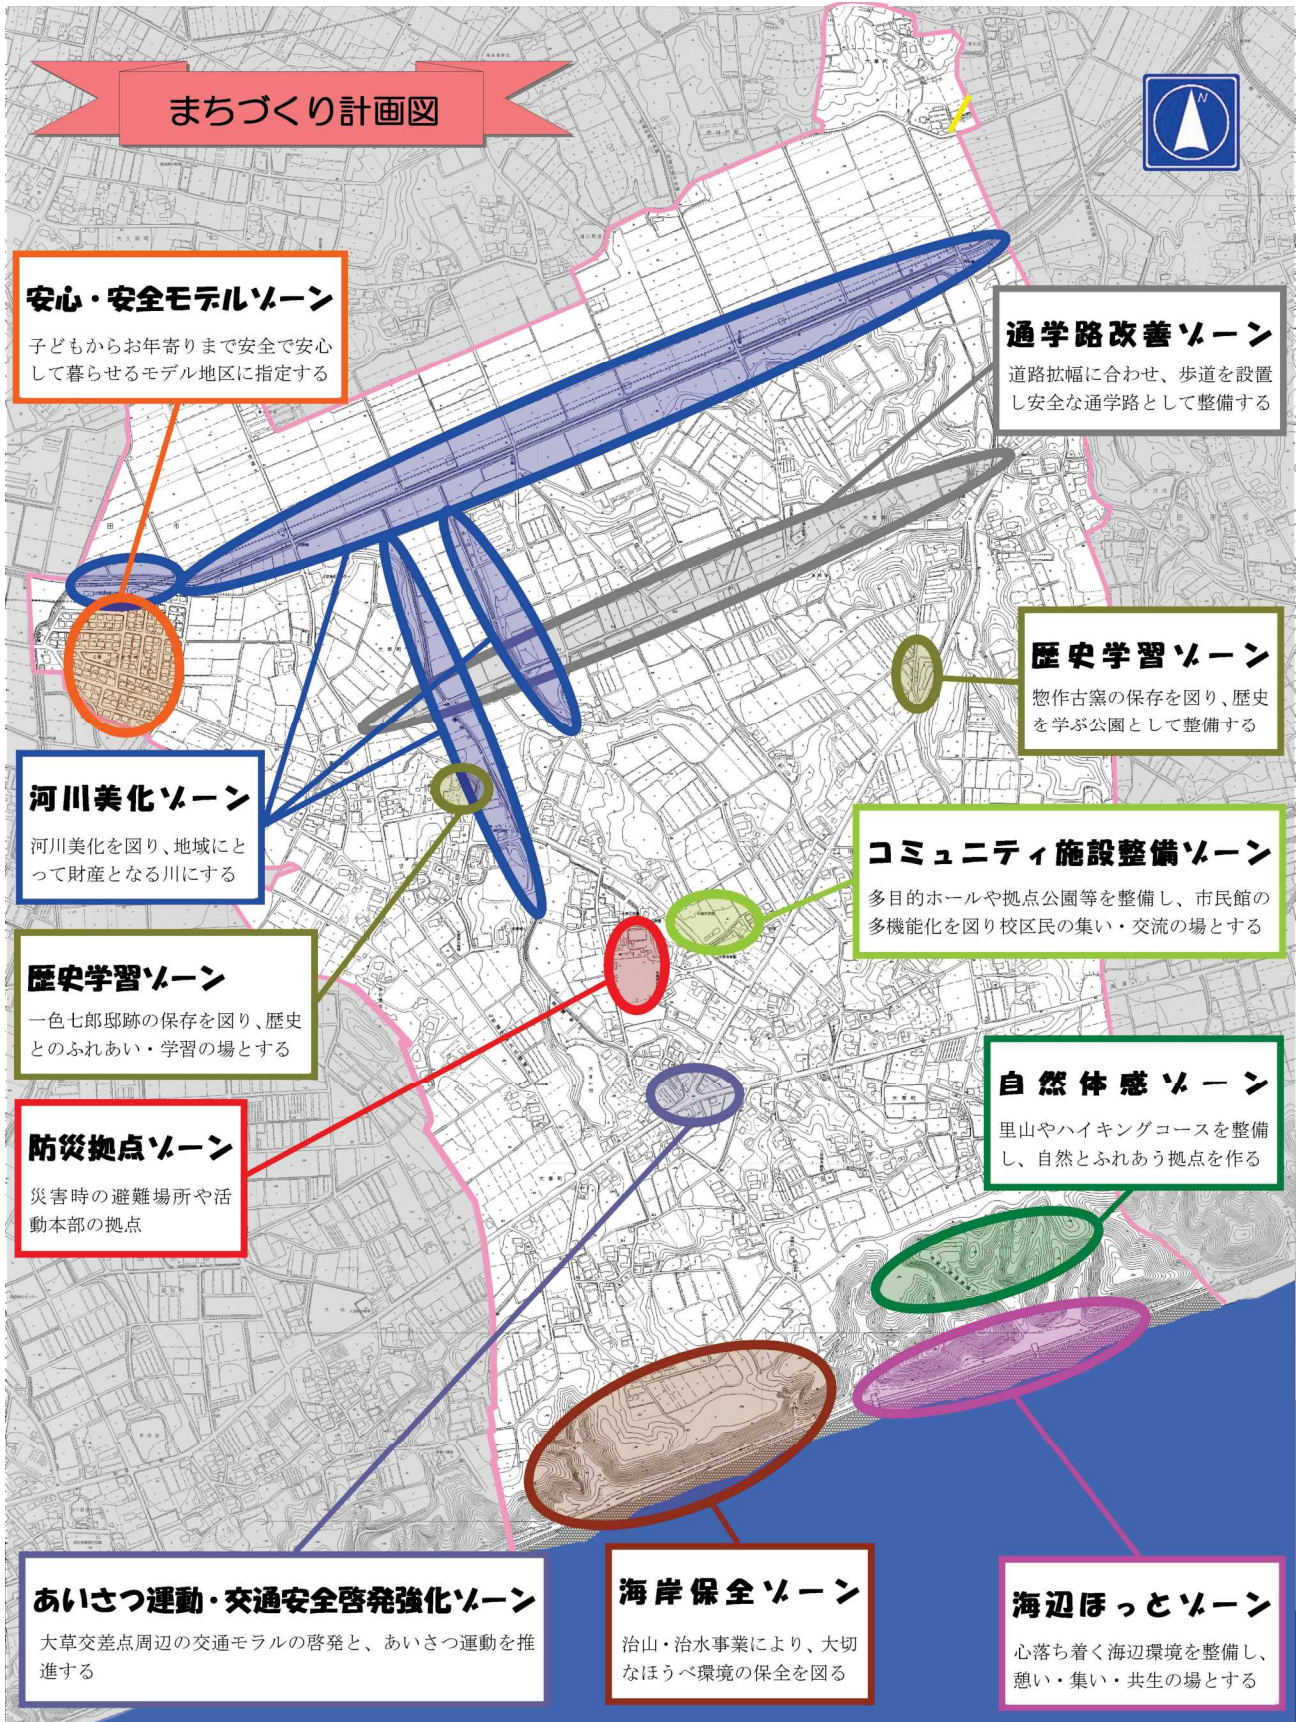 まちづくり計画図
N
安心・安全モデルゾーン
子どもからお年寄りまで安全で安心
して暮らせるモデル地区に指定する
通学路改善ゾーン
道路拡幅に合わせ、歩道を設置
し安全な通学路として整備する
歴史学習ゾーン
惣作古窯の保存を図り、歴史
を学ぶ公園として整備する
河川美化ゾーン
河川美化を図り、地域にと
って財産となる川にする
コミュニティ施設整備ゾーン
多目的ホールや拠点公園等を整備し、市民館の
多機能化を図り校区民の集い・交流の場とする
歴史学習ゾーン
一色七郎邸跡の保存を図り、歴史
とのふれあい・学習の場とする
自然体感ゾーン
里山やハイキングコースを整備
し、自然とふれあう拠点を作る
防災拠点ゾーン
災害時の避難場所や活
動本部の拠点
あいさつ運動・交通安全啓発強化ゾーン
大草交差点周辺の交通モラルの啓発と、あいさつ運動を推
進する
海岸保全ゾーン
治山・治水事業により、大切
なほうべ環境の保全を図る
海辺ほっとゾーン
心落ち着く海辺環境を整備し、
憩い・集い・共生の場とする